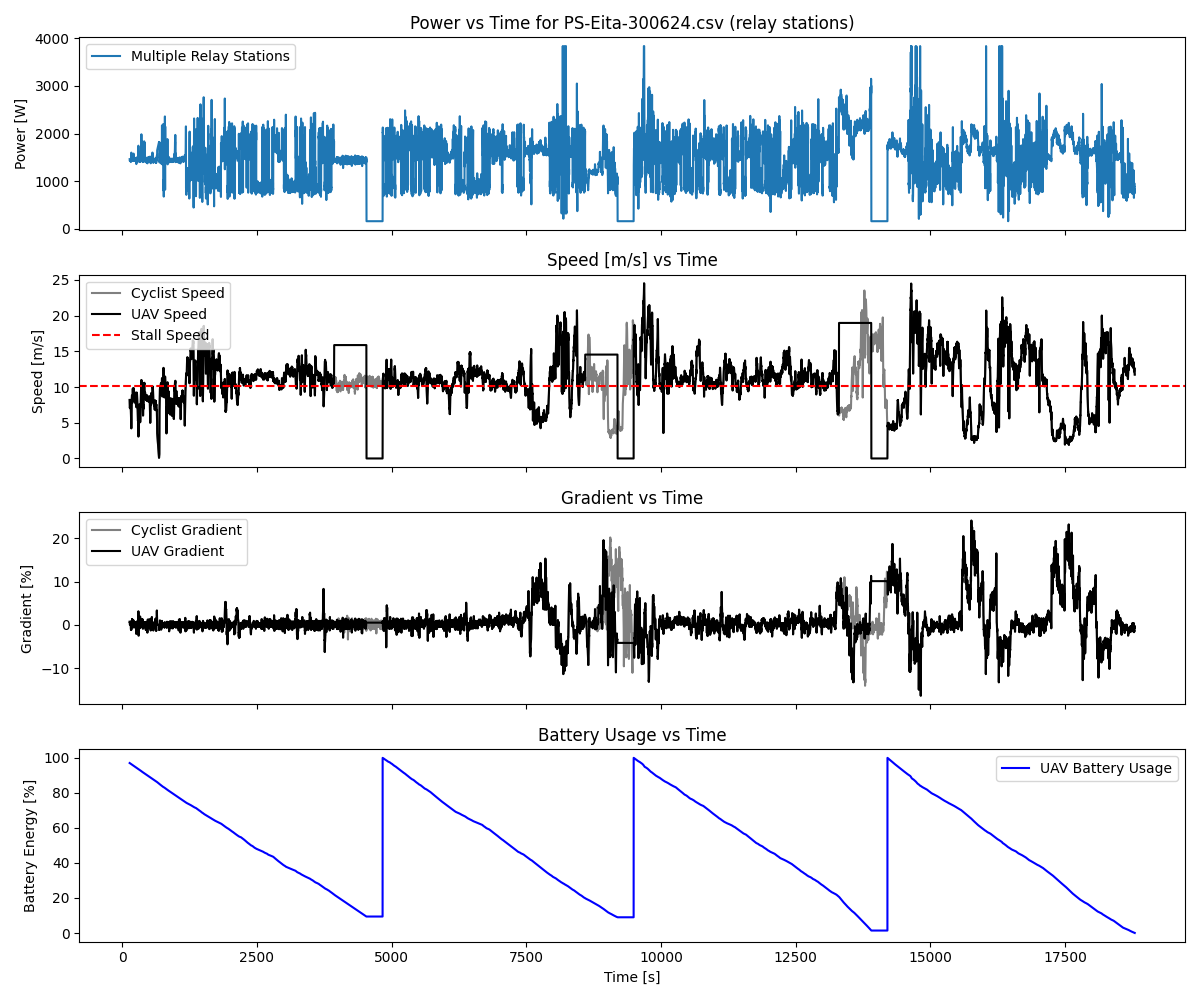 Power vs Time for PS-Eita-300624.csv (relay stations)
4000
3000
2000
1000
0
Power [W]
Multiple Relay Stations
Speed [m/s] vs Time
25
20
15
10
5
0
Speed [m/s]
Cyclist Speed
UAV Speed
Stall Speed
Gradient vs Time
20
10
0
−10
Gradient [%]
Cyclist Gradient
UAV Gradient
Battery Usage vs Time
100
80
60
40
20
0
Battery Energy [%]
UAV Battery Usage
0 2500 5000 7500 10000 12500 15000 17500
Time [s]